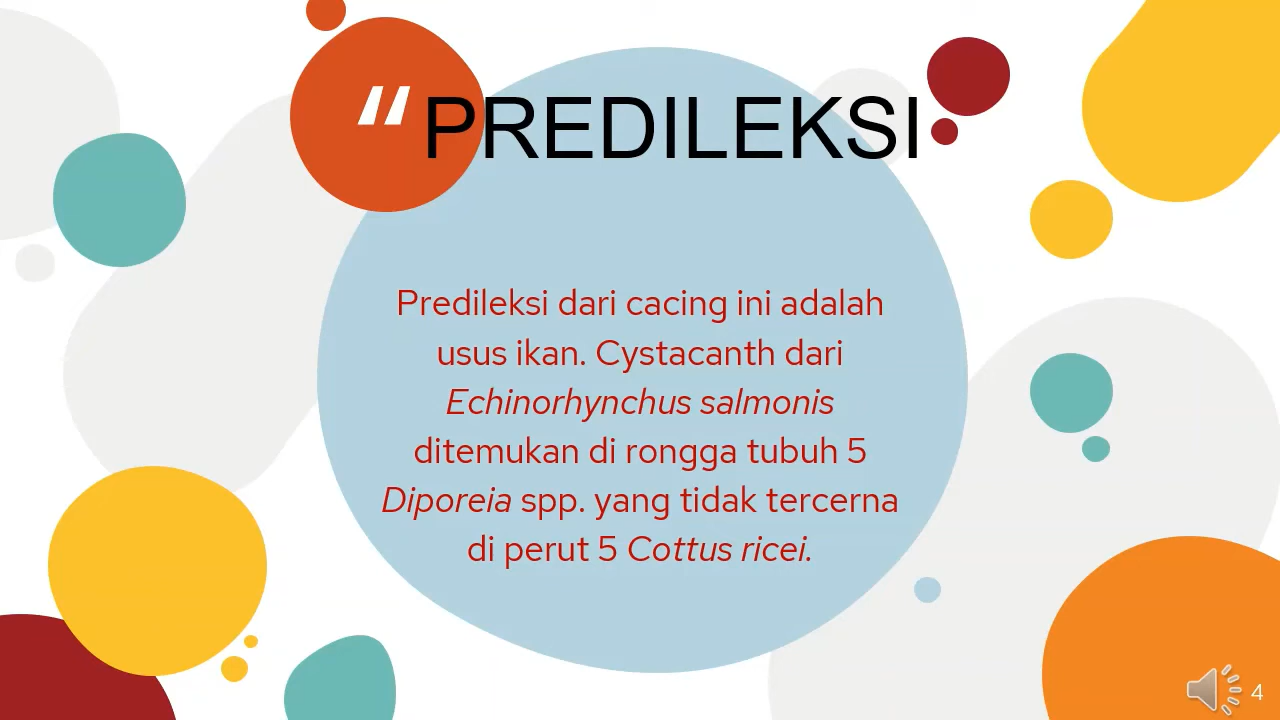 “ PREDILEKSI
Predileksi dari cacing ini adalah
usus ikan. Cystacanth dari
Echinorhynchus salmonis
ditemukan di rongga tubuh 5
Diporeia spp. yang tidak tercerna
di perut 5 Cottus ricei.
4